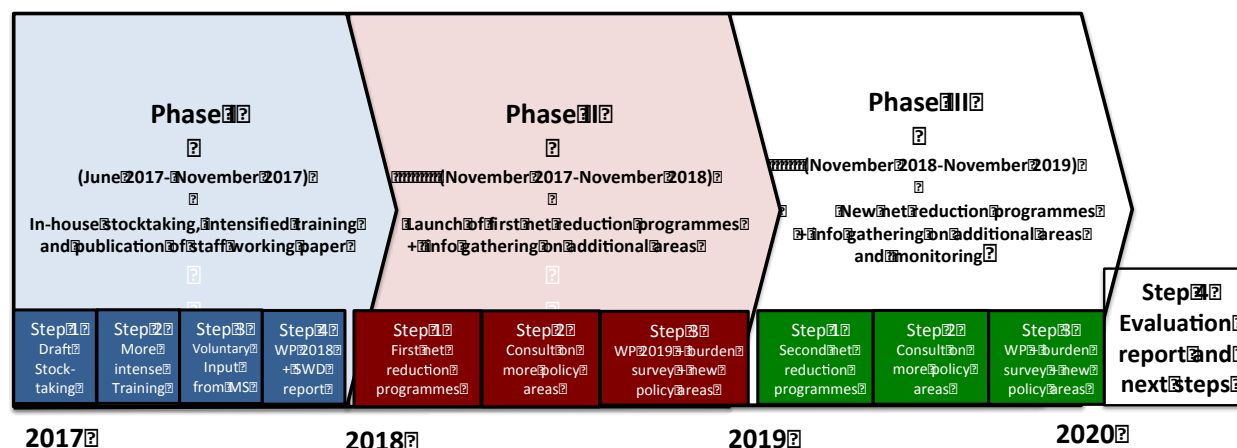 Phase I
(June 2017- November 2017)
In-house stocktaking, intensified training
and publication of staff working paper
Phase II
(November 2017-November 2018)
Launch of first net reduction programmes
+ info gathering on additional areas
Phase III
(November 2018-November 2019)
New net reduction programmes
+ info gathering on additional areas
and monitoring
Step 1
Draft
Stock-
taking
Step 2
More
intense
Training
Step 3
Voluntary
Input
from MS
Step 4
WP 2018
+ SWD
report
Step 1
First net
reduction
programmes
Step 2
Consult on
more policy
areas
Step 3
WP 2019 + burden
survey + new
policy areas
Step 1
Second net
reduction
programmes
Step 2
Consult on
more policy
areas
Step 3
WP + burden
survey + new
policy areas
Step 4
Evaluation
report and
next steps
2017
2018
2019
2020